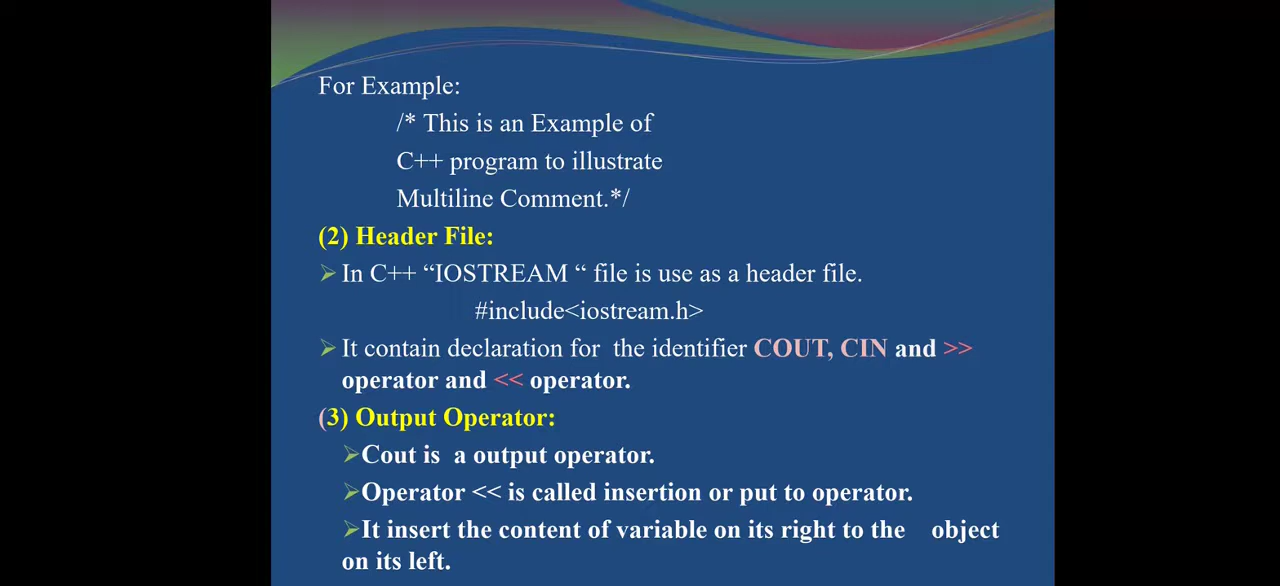 For Example:
/* This is an Example of
C++ program to illustrate
Multiline Comment.*/
(2) Header File:
In C++ “IOSTREAM “ file is use as a header file.
#include<iostream.h>
It contain declaration for the identifier COUT, CIN and >>
operator and << operator.
(3) Output Operator:
Cout is a output operator.
Operator << is called insertion or put to operator.
It insert the content of variable on its right to the object
on its left.